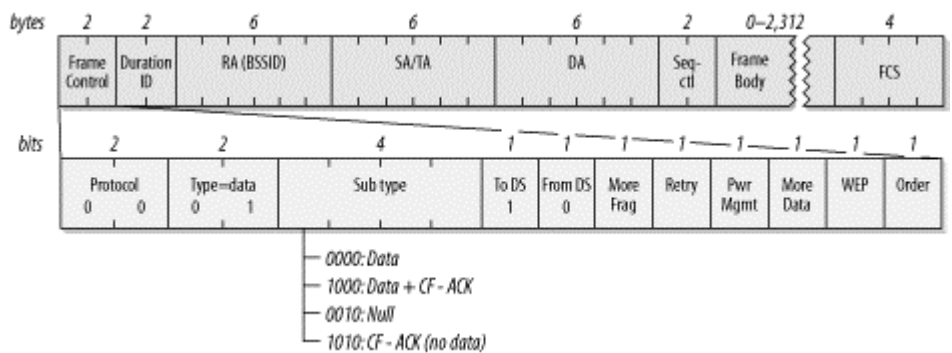 bytes 2 2 6 6 6 2 0–2,312 4
Frame Control Duration ID RA (BSSID) SA/TA DA Seq-ctl Frame Body FCS
bits 2 2 4 1 1 1 1 1 1 1 1
Protocol Type=data Sub type To DS From DS More Frag Retry Pwr Mgmt More Data WEP Order
0 0 0 1 1 0
0000: Data
1000: Data + CF - ACK
0010: Null
1010: CF - ACK (no data)